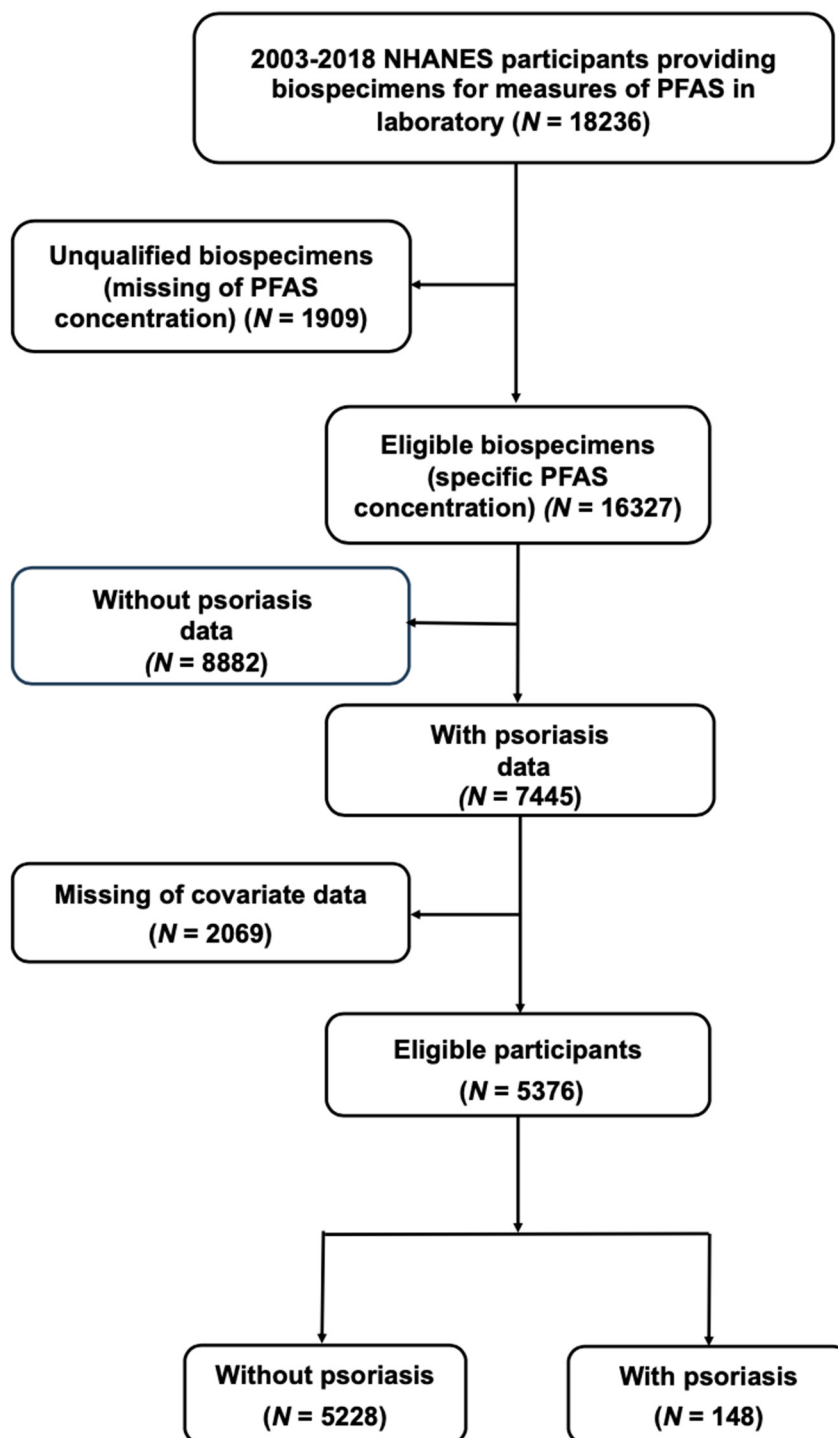 2003-2018 NHANES participants providing
biospecimens for measures of PFAS in
laboratory (N = 18236)
Unqualified biospecimens
(missing of PFAS
concentration) (N = 1909)
Eligible biospecimens
(specific PFAS
concentration) (N = 16327)
Without psoriasis
data
(N = 8882)
With psoriasis
data
(N = 7445)
Missing of covariate data
(N = 2069)
Eligible participants
(N = 5376)
Without psoriasis
(N = 5228)
With psoriasis
(N = 148)